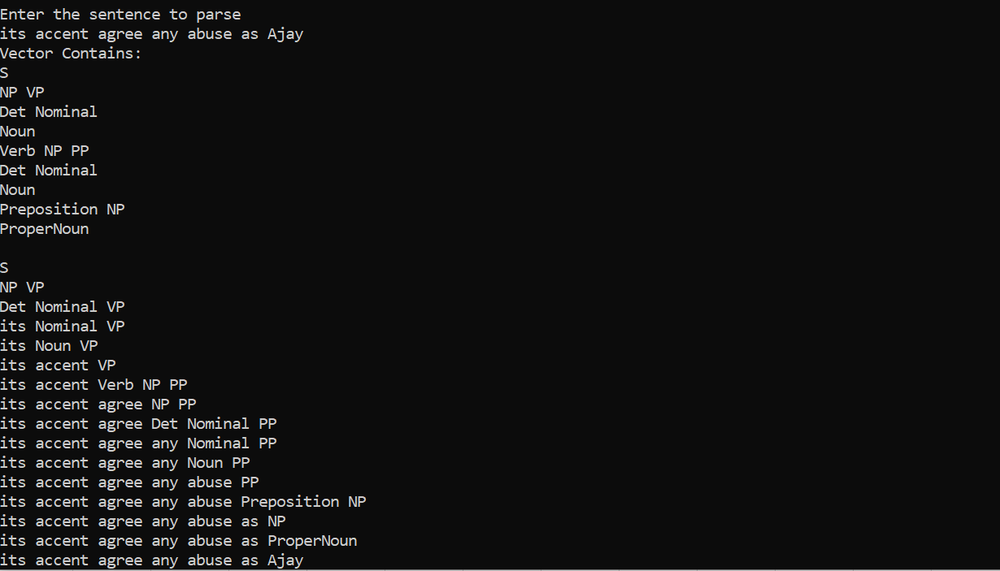 Enter the sentence to parse
its accent agree any abuse as Ajay
Vector Contains:
S
NP VP
Det Nominal
Noun
Verb NP PP
Det Nominal
Noun
Preposition NP
ProperNoun

S
NP VP
Det Nominal VP
its Nominal VP
its Noun VP
its accent VP
its accent Verb NP PP
its accent agree NP PP
its accent agree Det Nominal PP
its accent agree any Nominal PP
its accent agree any Noun PP
its accent agree any abuse PP
its accent agree any abuse Preposition NP
its accent agree any abuse as NP
its accent agree any abuse as ProperNoun
its accent agree any abuse as Ajay